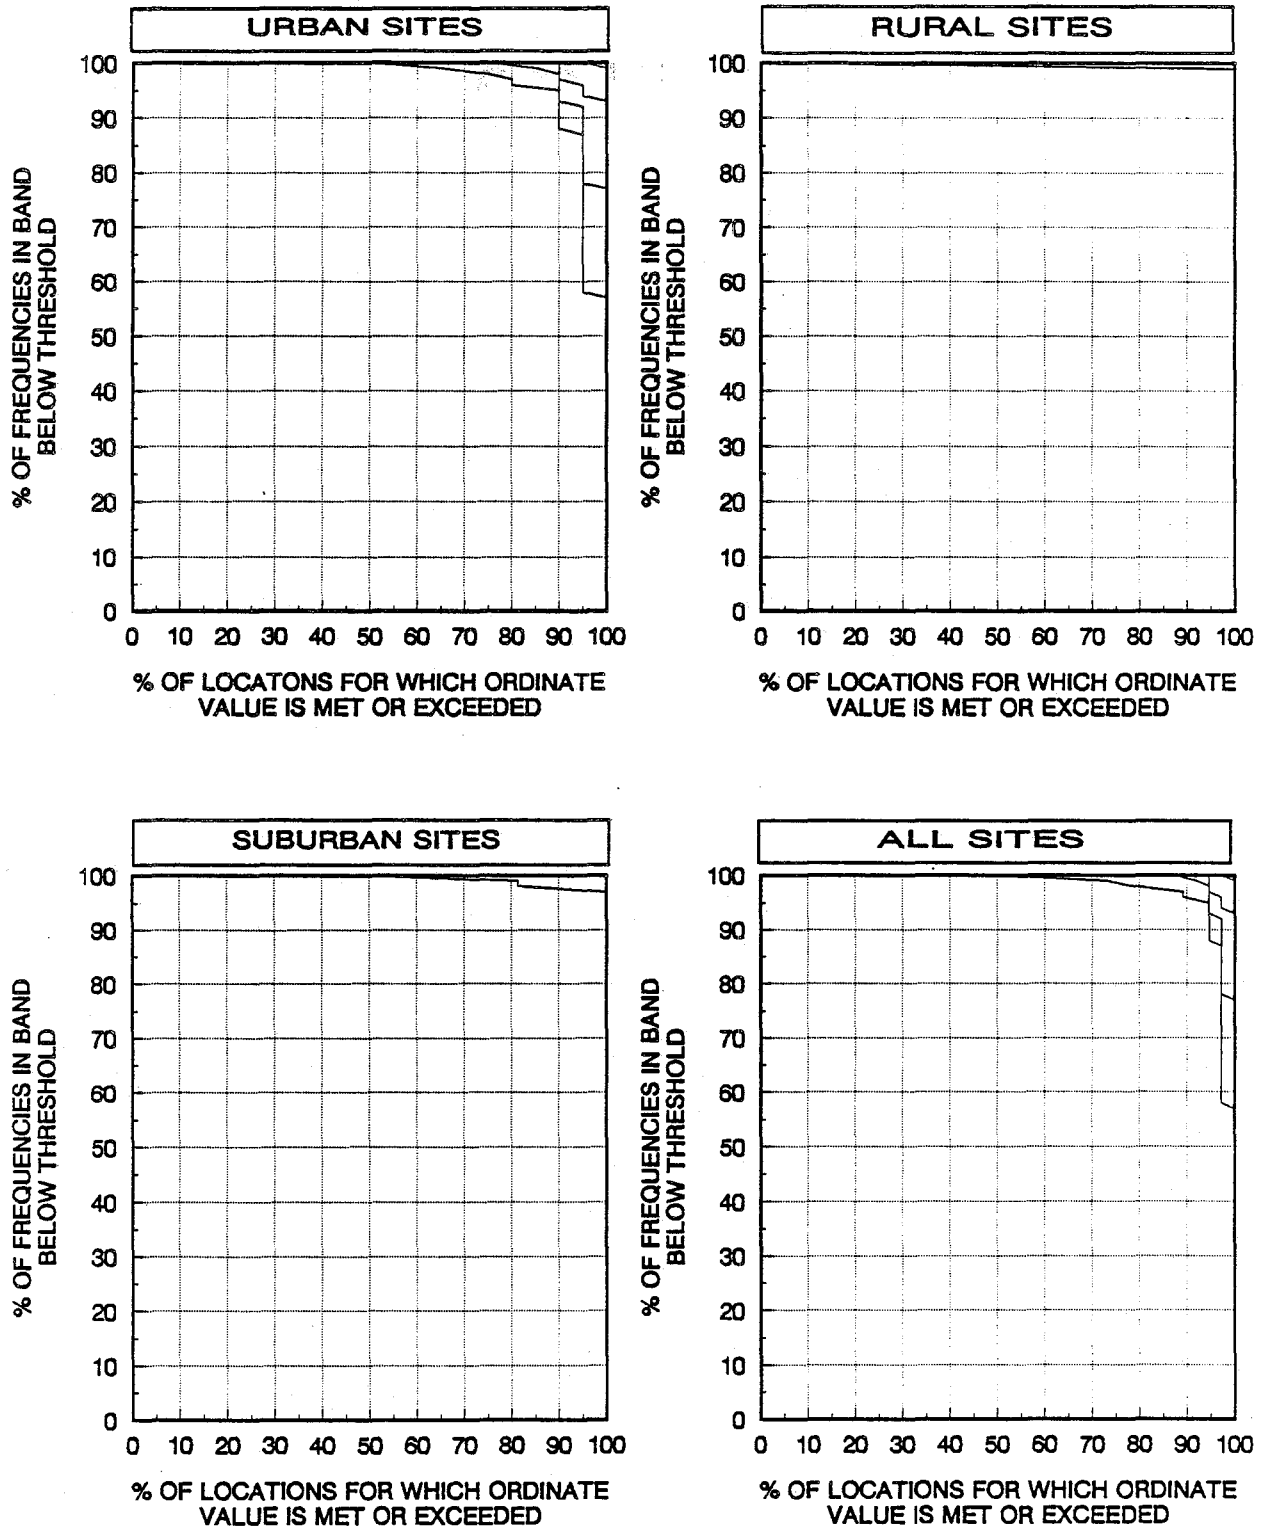 URBAN SITES
% OF FREQUENCIES IN BAND
BELOW THRESHOLD
100
90
80
70
60
50
40
30
20
10
0
0 10 20 30 40 50 60 70 80 90 100
% OF LOCATONS FOR WHICH ORDINATE
VALUE IS MET OR EXCEEDED
RURAL SITES
% OF FREQUENCIES IN BAND
BELOW THRESHOLD
100
90
80
70
60
50
40
30
20
10
0
0 10 20 30 40 50 60 70 80 90 100
% OF LOCATIONS FOR WHICH ORDINATE
VALUE IS MET OR EXCEEDED
SUBURBAN SITES
% OF FREQUENCIES IN BAND
BELOW THRESHOLD
100
90
80
70
60
50
40
30
20
10
0
0 10 20 30 40 50 60 70 80 90 100
% OF LOCATIONS FOR WHICH ORDINATE
VALUE IS MET OR EXCEEDED
ALL SITES
% OF FREQUENCIES IN BAND
BELOW THRESHOLD
100
90
80
70
60
50
40
30
20
10
0
0 10 20 30 40 50 60 70 80 90 100
% OF LOCATIONS FOR WHICH ORDINATE
VALUE IS MET OR EXCEEDED